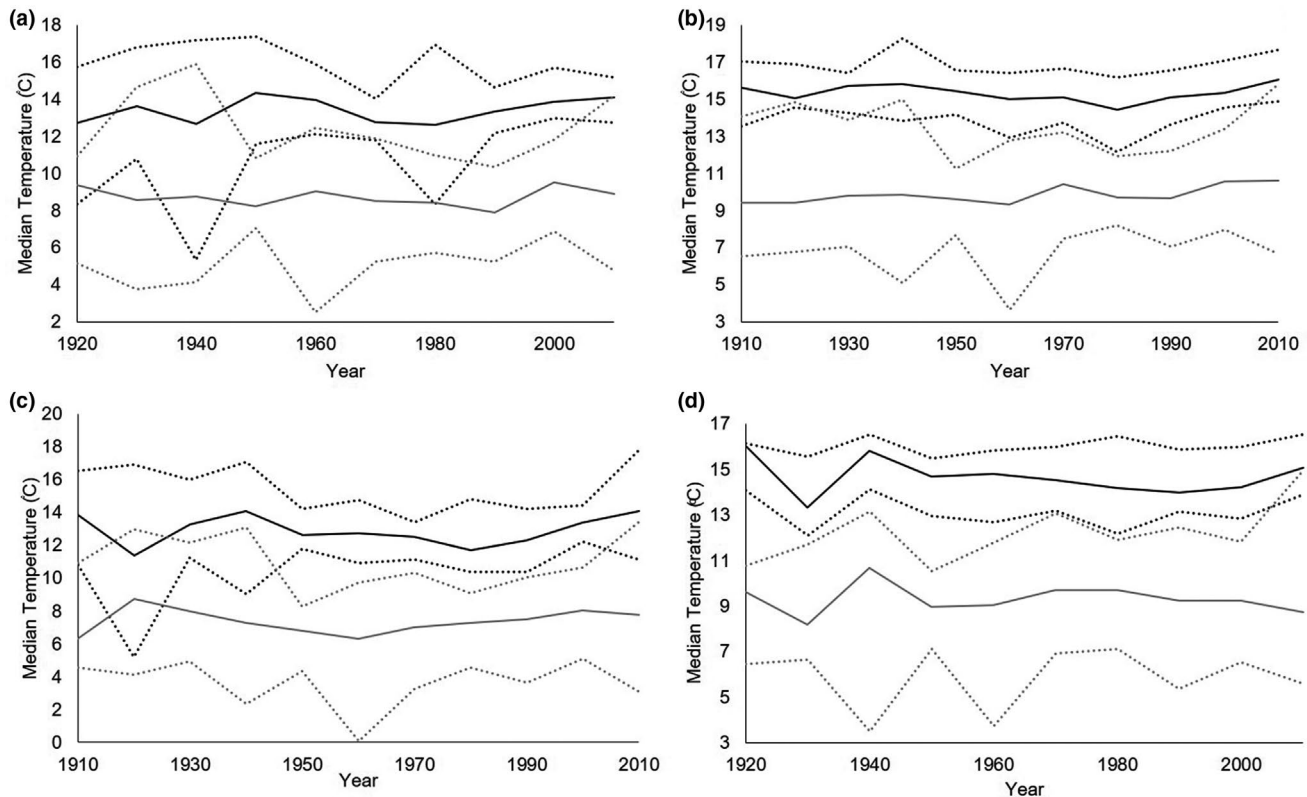 (a)
18
16
14
12
10
8
6
4
2
Median Temperature (C)
1920 1940 1960 1980 2000
Year
(b)
19
17
15
13
11
9
7
5
3
Median Temperature (C)
1910 1930 1950 1970 1990 2010
Year
(c)
20
18
16
14
12
10
8
6
4
2
0
Median Temperature (C)
1910 1930 1950 1970 1990 2010
Year
(d)
17
15
13
11
9
7
5
3
Median Temperature (C)
1920 1940 1960 1980 2000
Year